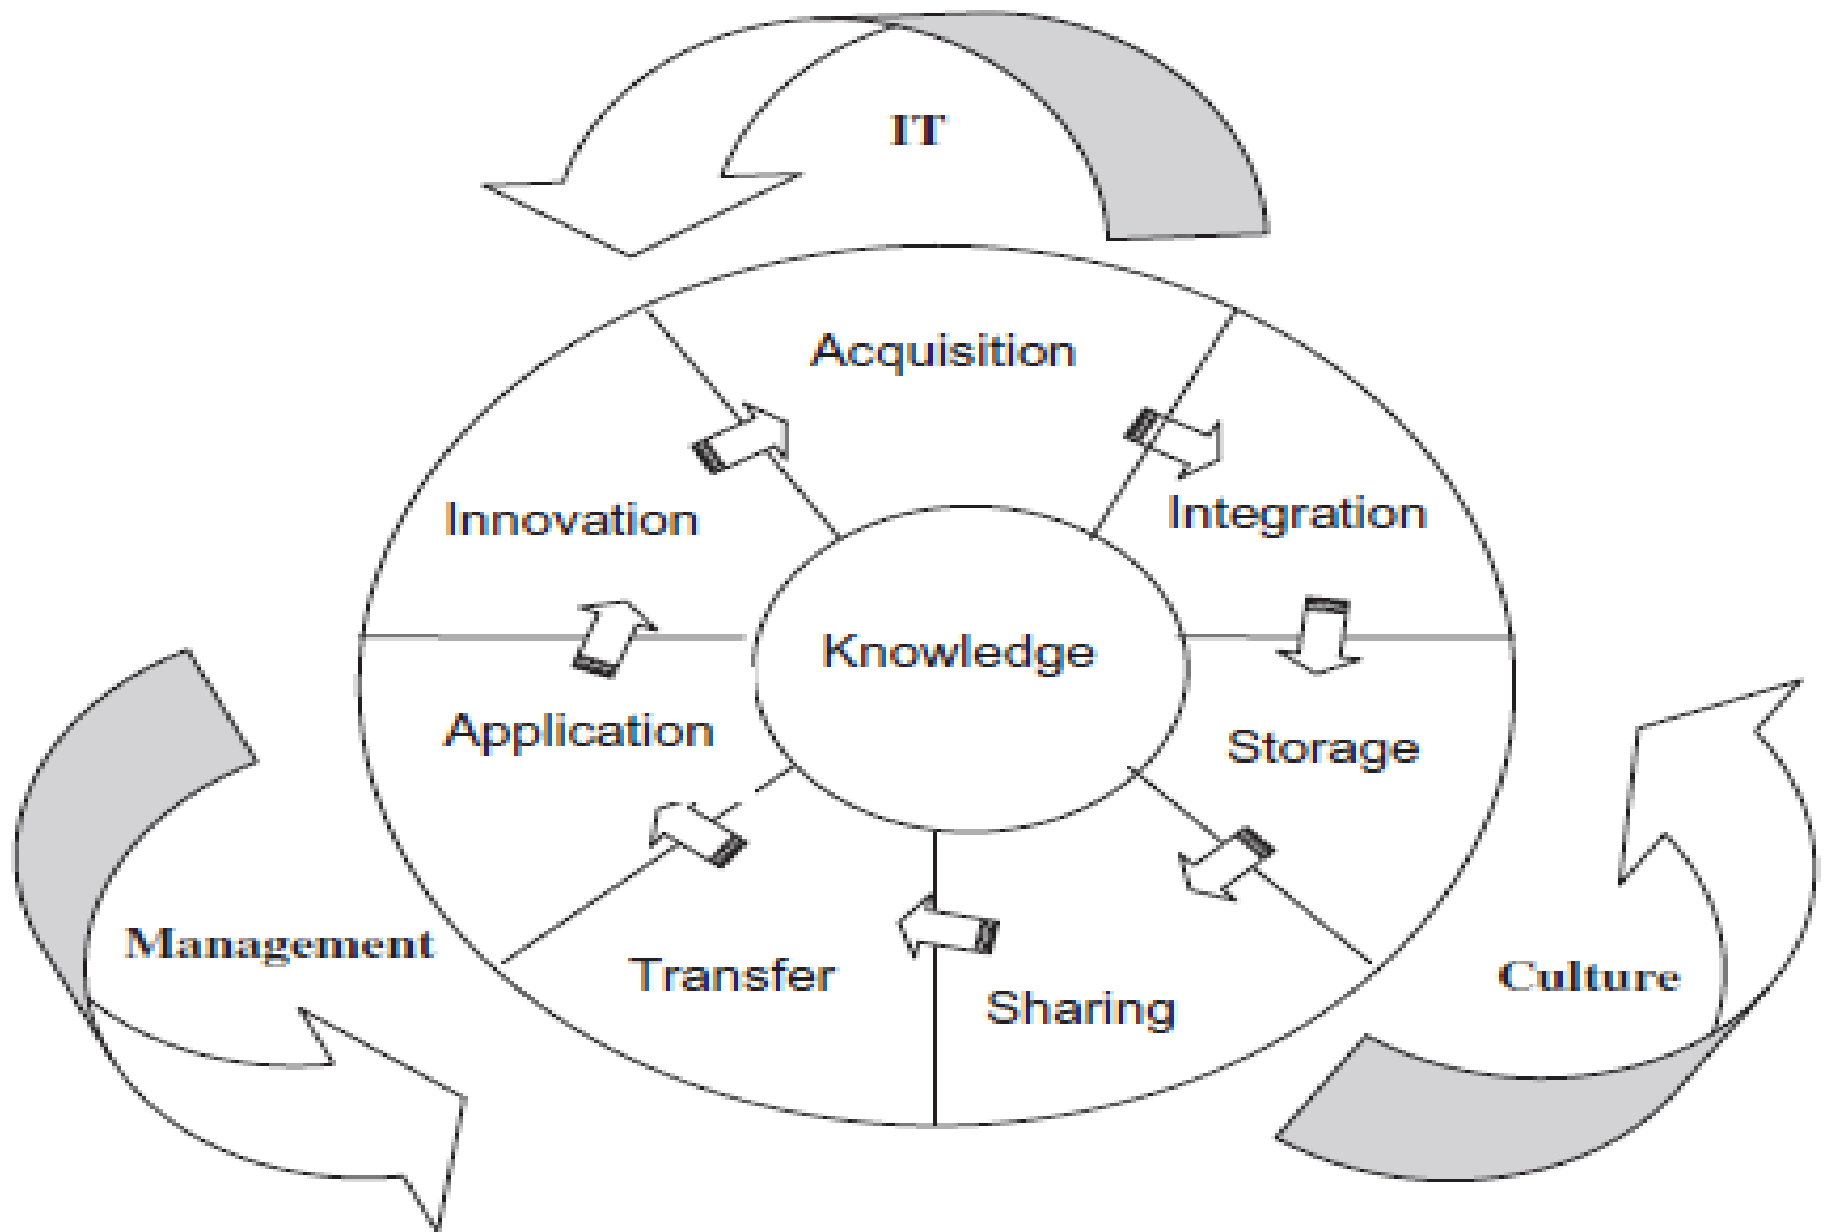 IT
Acquisition
Innovation
Integration
Knowledge
Application
Storage
Management
Transfer
Sharing
Culture